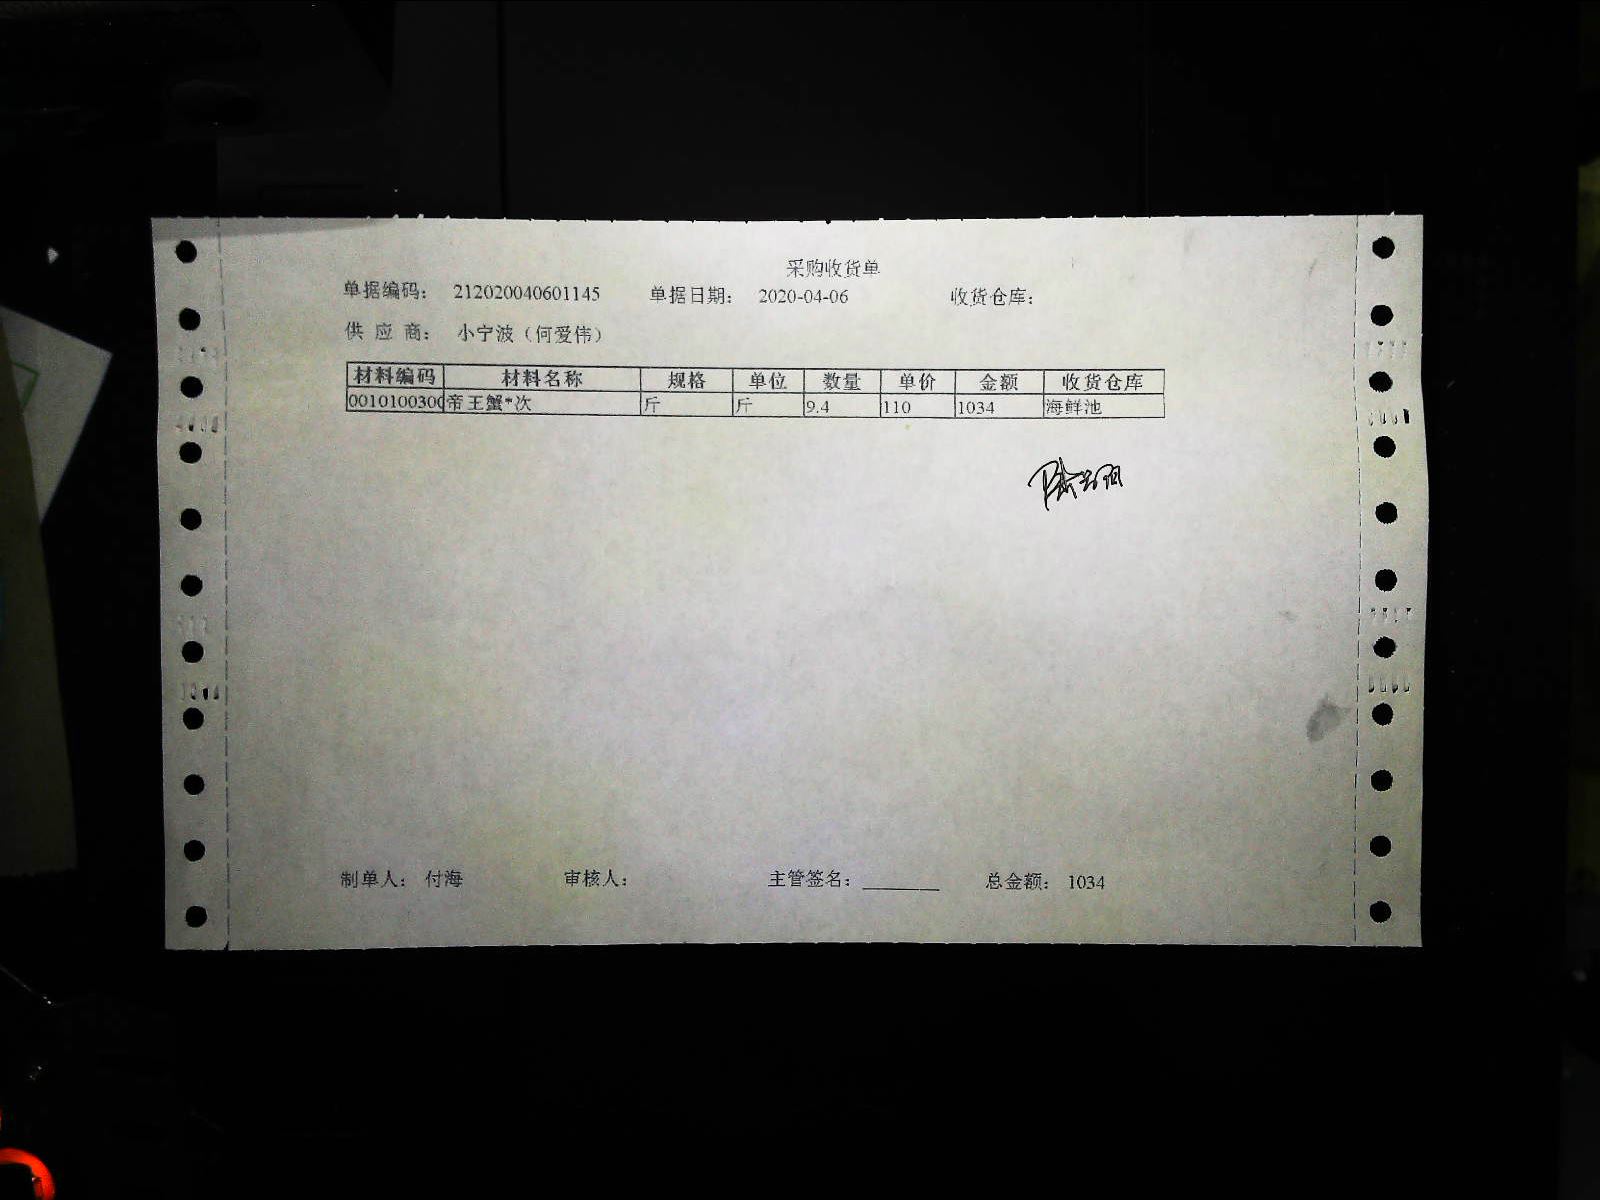 采购收货单
单据编码： 212020040601145 单据日期： 2020-04-06 收货仓库：
供 应 商： 小宁波（何爱伟）
材料编码 材料名称 规格 单位 数量 单价 金额 收货仓库
0010100300 帝王蟹*次 斤 斤 9.4 110 1034 海鲜池
制单人： 付海 审核人： 主管签名：________ 总金额： 1034